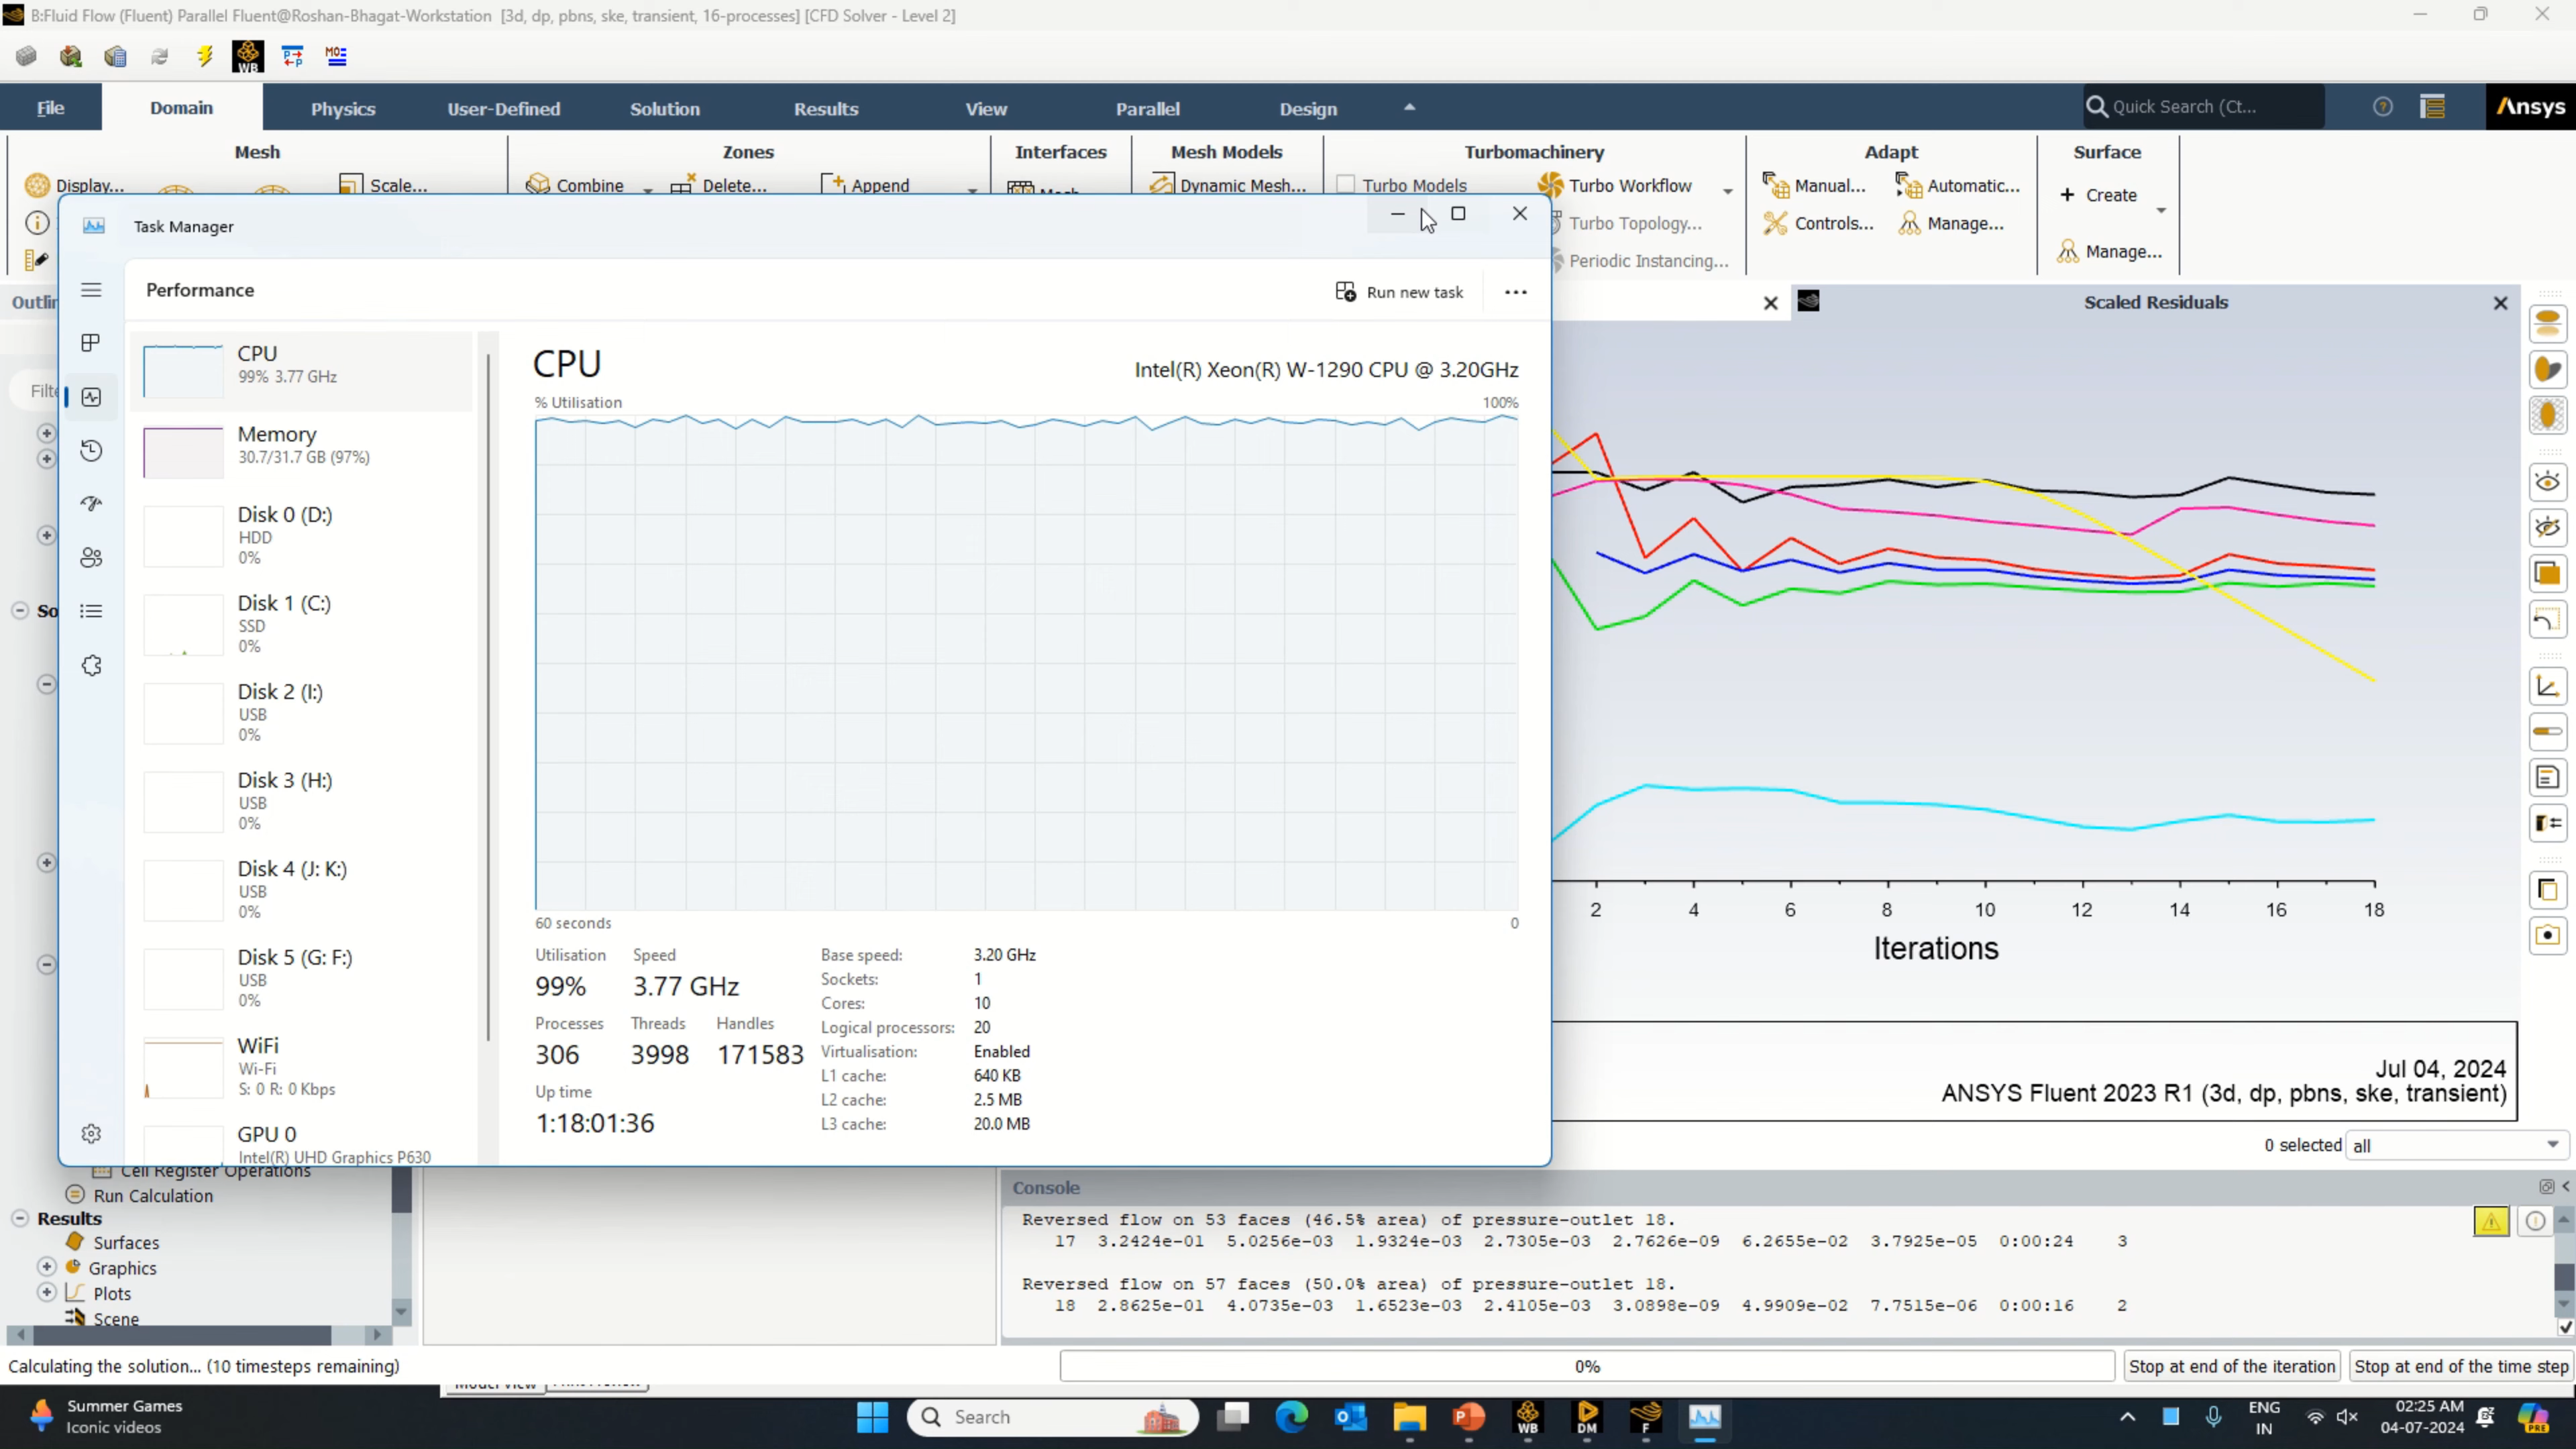 B:Fluid Flow (Fluent) Parallel Fluent@Roshan-Bhagat-Workstation [3d, dp, pbns, ske, transient, 16-processes] [CFD Solver - Level 2]
WB
File Domain Physics User-Defined Solution Results View Parallel Design
Quick Search (Ct...
Ansys
Mesh Zones Interfaces Mesh Models Turbomachinery Adapt Surface
Display... Scale... Combine Delete... Append Dynamic Mesh... Turbo Models Turbo Workflow Manual... Automatic... + Create
Turbo Topology... Controls... Manage...
Periodic Instancing... Manage...
Task Manager
Performance
Run new task
Scaled Residuals
CPU
99% 3.77 GHz
Memory
30.7/31.7 GB (97%)
Disk 0 (D:)
HDD
0%
Disk 1 (C:)
SSD
0%
Disk 2 (I:)
USB
0%
Disk 3 (H:)
USB
0%
Disk 4 (J: K:)
USB
0%
Disk 5 (G: F:)
USB
0%
WiFi
Wi-Fi
S: 0 R: 0 Kbps
GPU 0
Intel(R) UHD Graphics P630
CPU
Intel(R) Xeon(R) W-1290 CPU @ 3.20GHz
% Utilisation 100%
60 seconds 0
Utilisation Speed
99% 3.77 GHz
Processes Threads Handles
306 3998 171583
Up time
1:18:01:36
Base speed: 3.20 GHz
Sockets: 1
Cores: 10
Logical processors: 20
Virtualisation: Enabled
L1 cache: 640 KB
L2 cache: 2.5 MB
L3 cache: 20.0 MB
2 4 6 8 10 12 14 16 18
Iterations
Jul 04, 2024
ANSYS Fluent 2023 R1 (3d, dp, pbns, ske, transient)
0 selected all
Cell Register Operations
Run Calculation
Results
Surfaces
Graphics
Plots
Scene
Console
Reversed flow on 53 faces (46.5% area) of pressure-outlet 18.
17 3.2424e-01 5.0256e-03 1.9324e-03 2.7305e-03 2.7626e-09 6.2655e-02 3.7925e-05 0:00:24 3
Reversed flow on 57 faces (50.0% area) of pressure-outlet 18.
18 2.8625e-01 4.0735e-03 1.6523e-03 2.4105e-03 3.0898e-09 4.9909e-02 7.7515e-06 0:00:16 2
Calculating the solution... (10 timesteps remaining)
0%
Stop at end of the iteration
Stop at end of the time step
Summer Games
Iconic videos
Search
WB
DM
F
ENG
IN
02:25 AM
04-07-2024
PRE